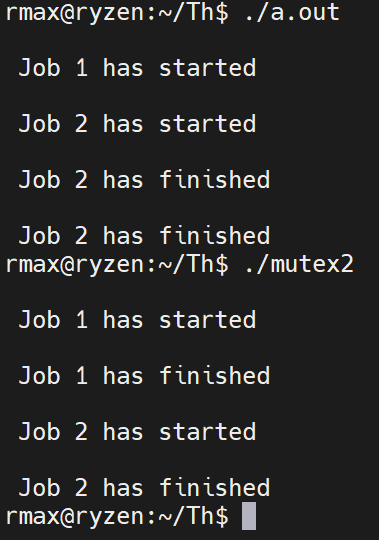 rmax@ryzen:~/Th$ ./a.out
Job 1 has started
Job 2 has started
Job 2 has finished
Job 2 has finished
rmax@ryzen:~/Th$ ./mutex2
Job 1 has started
Job 1 has finished
Job 2 has started
Job 2 has finished
rmax@ryzen:~/Th$